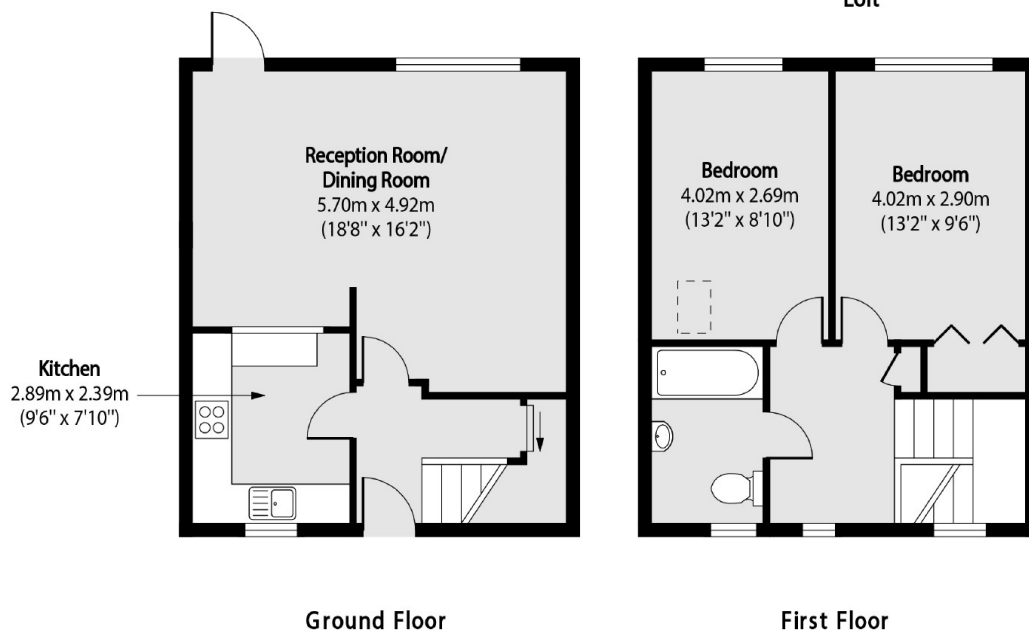 Loft
Reception Room/
Dining Room
5.70m x 4.92m
(18'8" x 16'2")
Bedroom
4.02m x 2.69m
(13'2" x 8'10")
Bedroom
4.02m x 2.90m
(13'2" x 9'6")
Kitchen
2.89m x 2.39m
(9'6" x 7'10")
Ground Floor
First Floor